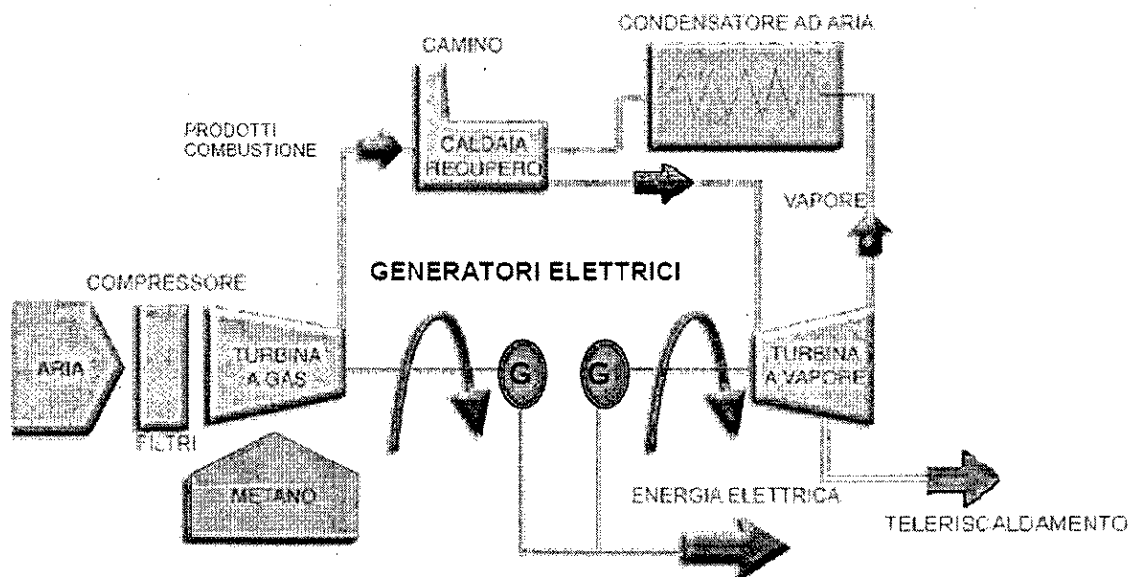 CONDENSATORE AD ARIA
CAMINO
PRODOTTI
COMBUSTIONE
CALDAIA
RECUPERO
VAPORE
GENERATORI ELETTRICI
COMPRESSORE
ARIA
TURBINA
A GAS
G
G
TURBINA
A VAPORE
FILTRI
METANO
ENERGIA ELETTRICA
TELERISCALDAMENTO